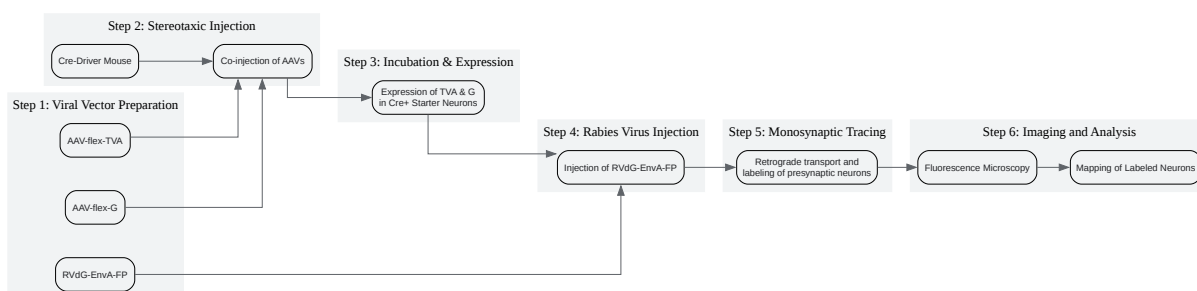 Step 2: Stereotaxic Injection
Cre-Driver Mouse
Co-injection of AAVs
Step 1: Viral Vector Preparation
AAV-flex-TVA
AAV-flex-G
RVdG-EnvA-FP
Step 3: Incubation & Expression
Expression of TVA & G
in Cre+ Starter Neurons
Step 4: Rabies Virus Injection
Injection of RVdG-EnvA-FP
Step 5: Monosynaptic Tracing
Retrograde transport and
labeling of presynaptic neurons
Step 6: Imaging and Analysis
Fluorescence Microscopy
Mapping of Labeled Neurons